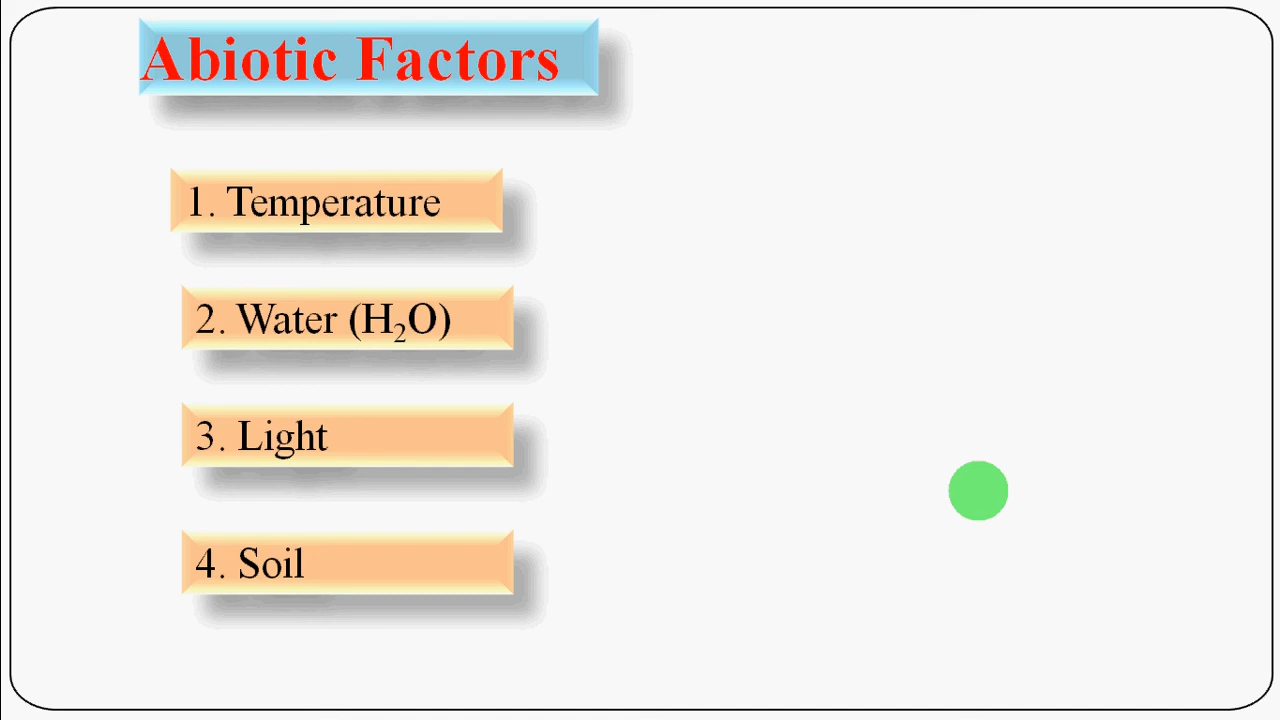 Abiotic Factors
1. Temperature
2. Water (H₂O)
3. Light
4. Soil